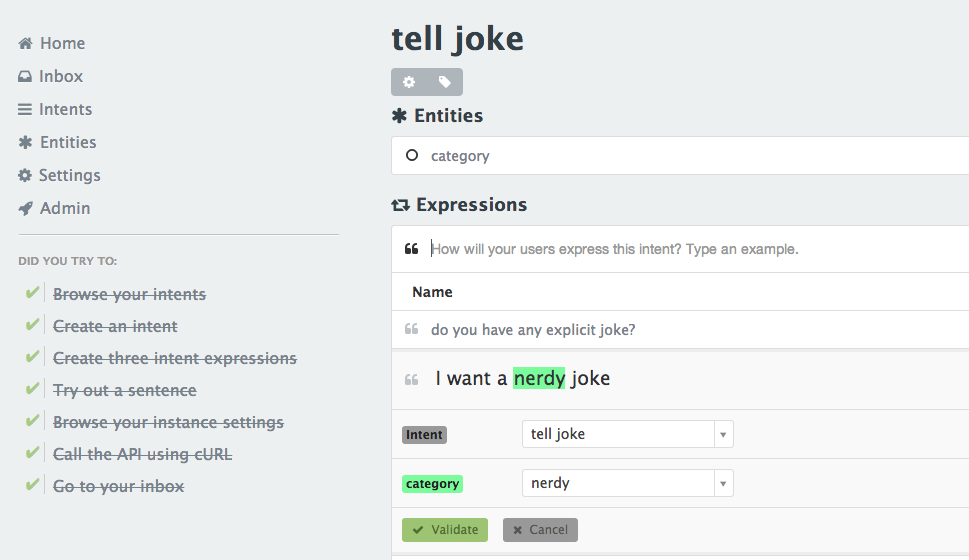 Home
Inbox
Intents
Entities
Settings
Admin
DID YOU TRY TO:
Browse your intents
Create an intent
Create three intent expressions
Try out a sentence
Browse your instance settings
Call the API using cURL
Go to your inbox
tell joke
Entities
category
Expressions
How will your users express this intent? Type an example.
Name
do you have any explicit joke?
I want a nerdy joke
Intent tell joke
category nerdy
Validate Cancel